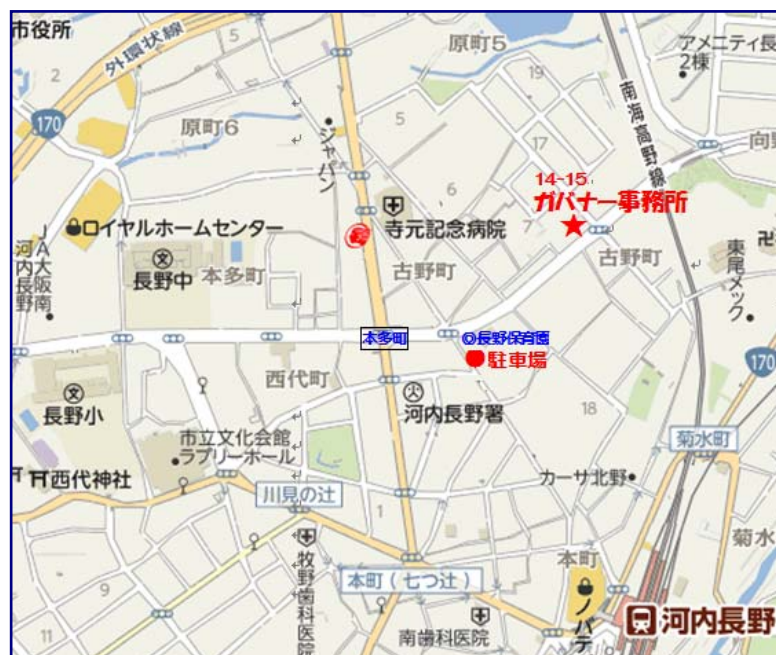 市役所
外環状線
5
原町5
アメニティ長
2棟
2
170
原町6
ジャパン
5
19
17
南海高野線
向野
14-15
ガバナー事務所
6
7
寺元記念病院
ロイヤルホームセンター
JA大阪南
河内長野
文
長野中
本多町
古野町
古野町
卍
東尾メック
本多町
◎長野保育園
駐車場
170
西代町
文
長野小
河内長野署
18
菊水町
市立文化会館
ラブリーホール
西代神社
カーサ北野
川見の辻
1
菊水
牧野歯科医院
本町(七つ辻)
本町
ノバテ
河内長野
南歯科医院
9
11